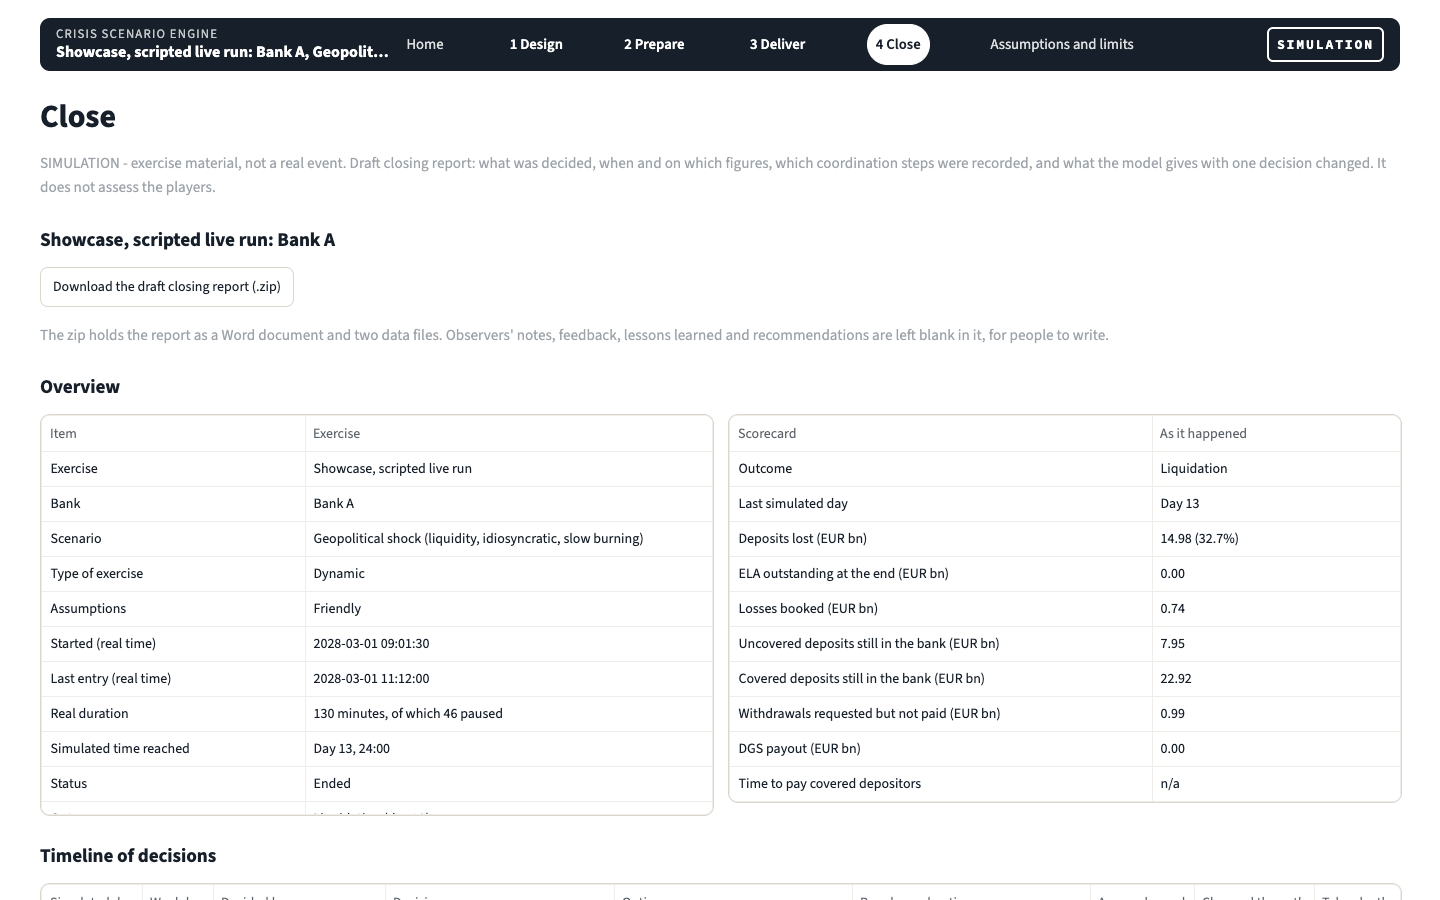 CRISIS SCENARIO ENGINE
Showcase, scripted live run: Bank A, Geopolit...
Home
1 Design
2 Prepare
3 Deliver
4 Close
Assumptions and limits
SIMULATION
Close
SIMULATION - exercise material, not a real event. Draft closing report: what was decided, when and on which figures, which coordination steps were recorded, and what the model gives with one decision changed. It
does not assess the players.
Showcase, scripted live run: Bank A
Download the draft closing report (.zip)
The zip holds the report as a Word document and two data files. Observers' notes, feedback, lessons learned and recommendations are left blank in it, for people to write.
Overview
Item Exercise
Exercise Showcase, scripted live run
Bank Bank A
Scenario Geopolitical shock (liquidity, idiosyncratic, slow burning)
Type of exercise Dynamic
Assumptions Friendly
Started (real time) 2028-03-01 09:01:30
Last entry (real time) 2028-03-01 11:12:00
Real duration 130 minutes, of which 46 paused
Simulated time reached Day 13, 24:00
Status Ended
Scorecard As it happened
Outcome Liquidation
Last simulated day Day 13
Deposits lost (EUR bn) 14.98 (32.7%)
ELA outstanding at the end (EUR bn) 0.00
Losses booked (EUR bn) 0.74
Uncovered deposits still in the bank (EUR bn) 7.95
Covered deposits still in the bank (EUR bn) 22.92
Withdrawals requested but not paid (EUR bn) 0.99
DGS payout (EUR bn) 0.00
Time to pay covered depositors n/a
Timeline of decisions